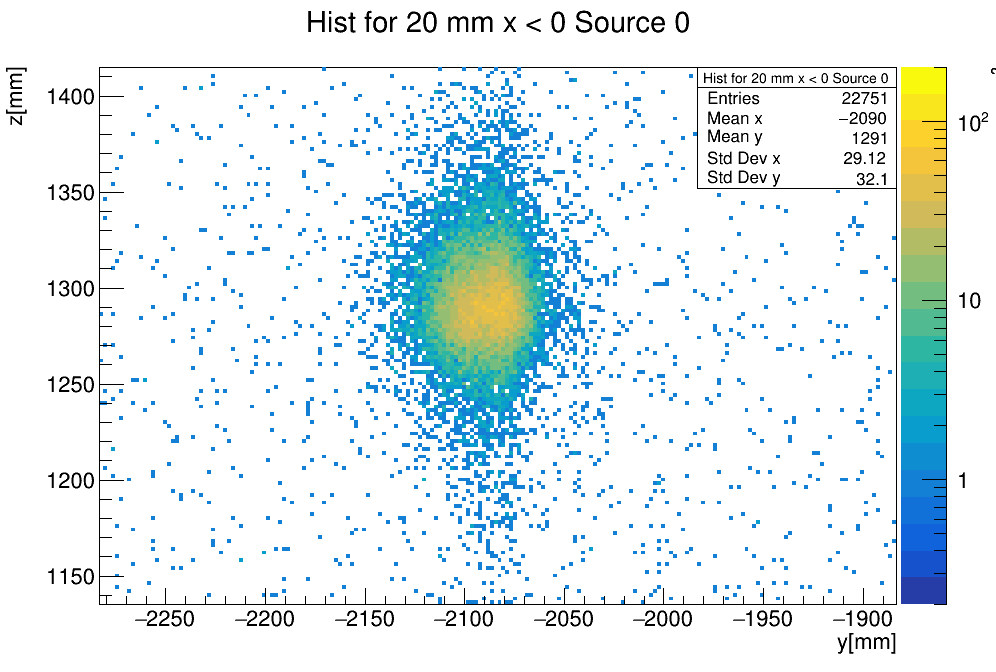 Hist for 20 mm x < 0 Source 0
z[mm]
Hist for 20 mm x < 0 Source 0
Entries 22751
Mean x −2090
Mean y 1291
Std Dev x 29.12
Std Dev y 32.1
1400
1350
1300
1250
1200
1150
−2250 −2200 −2150 −2100 −2050 −2000 −1950 −1900
y[mm]
10²
10
1